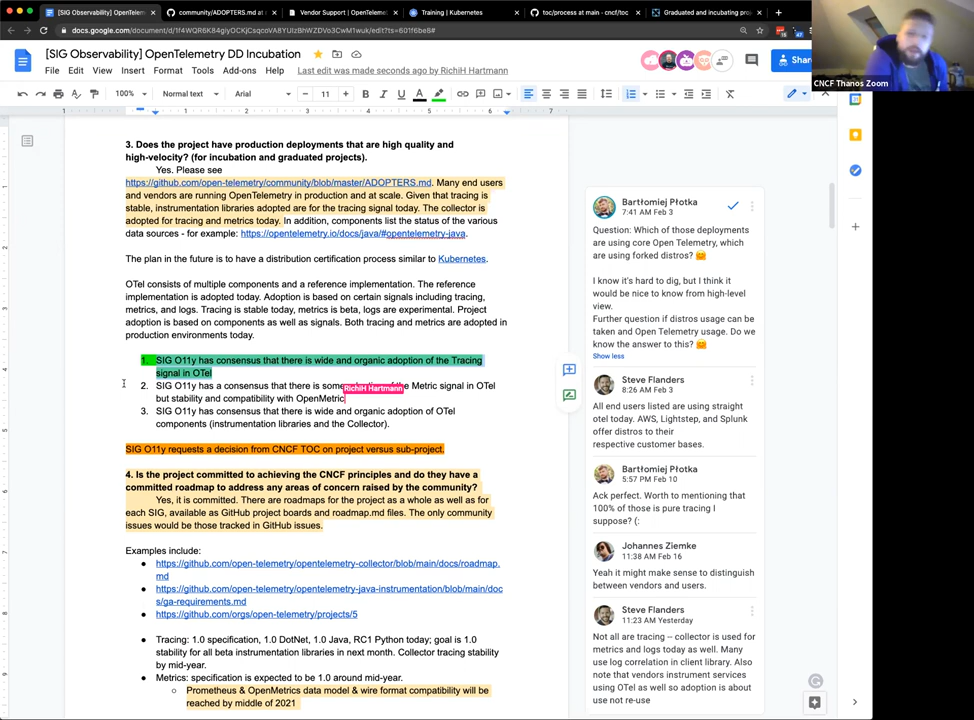 [SIG Observability] OpenTelemetr
community/ADOPTERS.md at
Vendor Support | OpenTelemet
Training | Kubernetes
toc/process at main · cncf/toc
Graduated and incubating pro
docs.google.com/document/d/
CNCF Thanos Zoom
[SIG Observability] OpenTelemetry DD Incubation
Share
File Edit View Insert Format Tools Add-ons Help Last edit was made seconds ago by RichiH Hartmann
100% Normal text Arial 11
3. Does the project have production deployments that are high quality and
high-velocity? (for incubation and graduated projects).
Yes. Please see
https://github.com/open-telemetry/community/blob/master/ADOPTERS.md. Many end users
and vendors are running OpenTelemetry in production and at scale. Given that tracing is
stable, instrumentation libraries adopted are for the tracing signal today. The collector is
adopted for tracing and metrics today. In addition, components list the status of the various
data sources - for example: https://opentelemetry.io/docs/java/#opentelemetry-java.
The plan in the future is to have a distribution certification process similar to Kubernetes.
OTel consists of multiple components and a reference implementation. The reference
implementation is adopted today. Adoption is based on certain signals including tracing,
metrics, and logs. Tracing is stable today, metrics is beta, logs are experimental. Project
adoption is based on components as well as signals. Both tracing and metrics are adopted in
production environments today.
1. SIG O11y has consensus that there is wide and organic adoption of the Tracing
signal in OTel
2. SIG O11y has a consensus that there is some the Metric signal in OTel
RichiH Hartmann
but stability and compatibility with OpenMetric
3. SIG O11y has consensus that there is wide and organic adoption of OTel
components (instrumentation libraries and the Collector).
SIG O11y requests a decision from CNCF TOC on project versus sub-project.
4. Is the project committed to achieving the CNCF principles and do they have a
committed roadmap to address any areas of concern raised by the community?
Yes, it is committed. There are roadmaps for the project as a whole as well as for
each SIG, available as GitHub project boards and roadmap.md files. The only community
issues would be those tracked in GitHub issues.
Examples include:
● https://github.com/open-telemetry/opentelemetry-collector/blob/main/docs/roadmap.
md
● https://github.com/open-telemetry/opentelemetry-java-instrumentation/blob/main/doc
s/ga-requirements.md
● https://github.com/orgs/open-telemetry/projects/5
● Tracing: 1.0 specification, 1.0 DotNet, 1.0 Java, RC1 Python today; goal is 1.0
stability for all beta instrumentation libraries in next month. Collector tracing stability
by mid-year.
● Metrics: specification is expected to be 1.0 around mid-year.
○ Prometheus & OpenMetrics data model & wire format compatibility will be
reached by middle of 2021
Bartłomiej Płotka
7:41 AM Feb 3
Question: Which of those deployments
are using core Open Telemetry, which
are using forked distros? 🤗
I know it's hard to dig, but I think it
would be nice to know from high-level
view.
Further question if distros usage can be
taken and Open Telemetry usage. Do we
know the answer to this? 🤗
Show less
Steve Flanders
8:26 AM Feb 3
All end users listed are using straight
otel today. AWS, Lightstep, and Splunk
offer distros to their
respective customer bases.
Bartłomiej Płotka
5:57 PM Feb 10
Ack perfect. Worth to mentioning that
100% of those is pure tracing I
suppose? (:
Johannes Ziemke
11:38 AM Feb 16
Yeah it might make sense to distinguish
between vendors and users.
Steve Flanders
11:23 AM Yesterday
Not all are tracing -- collector is used for
metrics and logs today as well. Many
use log correlation in client library. Also
note that vendors instrument services
using OTel as well so adoption is about
use not re-use